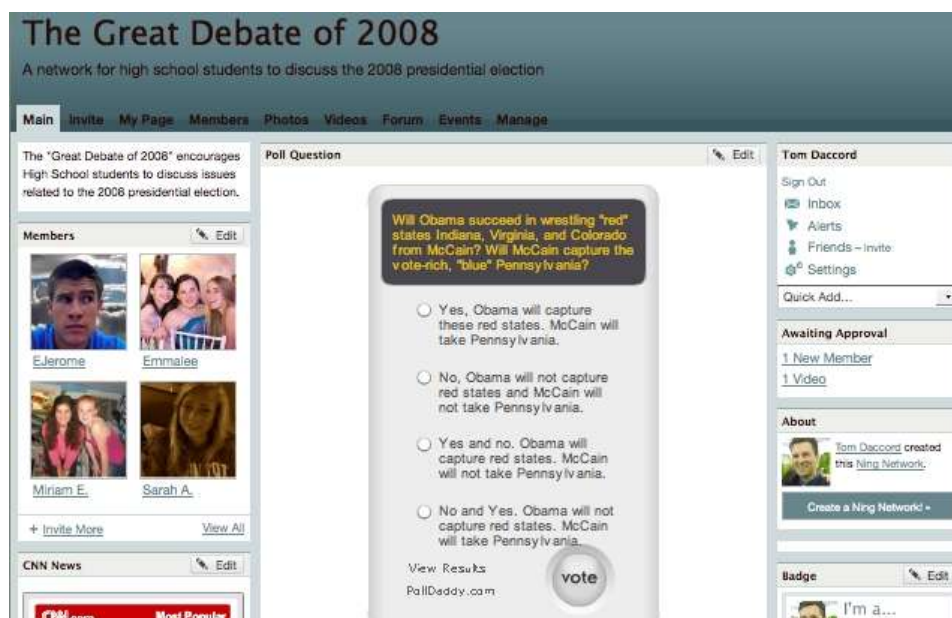 The Great Debate of 2008
A network for high school students to discuss the 2008 presidential election
Main Invite My Page Members Photos Videos Forum Events Manage
The "Great Debate of 2008" encourages
High School students to discuss issues
related to the 2008 presidential election.
Members Edit
EJerome Emmalee
Miriam E. Sarah A.
+ Invite More View All
CNN News Edit
CNN.com Most Popular
Poll Question Edit
Will Obama succeed in wrestling "red"
states Indiana, Virginia, and Colorado
from McCain? Will McCain capture the
vote-rich, "blue" Pennsylvania?
Yes, Obama will capture
these red states. McCain will
take Pennsylvania.
No, Obama will not capture
red states and McCain will
not take Pennsylvania.
Yes and no. Obama will
capture red states. McCain
will not take Pennsylvania.
No and Yes. Obama will not
capture red states. McCain
will take Pennsylvania.
View Results
PollDaddy.com
vote
Tom Daccord
Sign Out
Inbox
Alerts
Friends – Invite
Settings
Quick Add...
Awaiting Approval
1 New Member
1 Video
About
Tom Daccord created
this Ning Network.
Create a Ning Network! »
Badge Edit
I'm a...